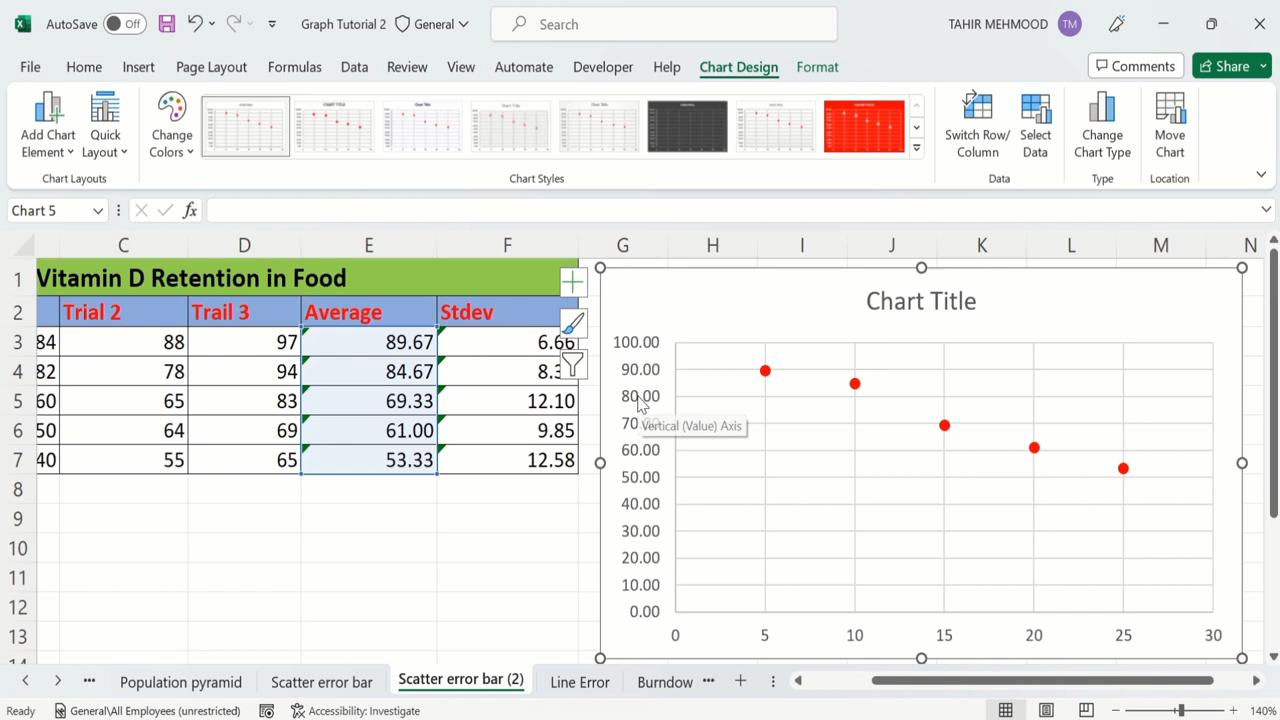 AutoSave Off Graph Tutorial 2 General Search TAHIR MEHMOOD TM
File Home Insert Page Layout Formulas Data Review View Automate Developer Help Chart Design Format Comments Share
Add Chart Element Quick Layout Change Colors Switch Row/ Column Select Data Change Chart Type Move Chart
Chart Layouts Chart Styles Data Type Location
Chart 5 fx
C D E F G H I J K L M N
1 Vitamin D Retention in Food
2 Trial 2 Trail 3 Average Stdev
3 84 88 97 89.67 6.66
4 82 78 94 84.67
5 60 65 83 69.33 12.10
6 50 64 69 61.00 9.85
7 40 55 65 53.33 12.58
8
9
10
11
12
13
14
Chart Title
100.00
90.00
80.00
60.00
50.00
40.00
30.00
20.00
10.00
0.00
0 5 10 15 20 25 30
Vertical (Value) Axis
Population pyramid Scatter error bar Scatter error bar (2) Line Error Burndow
Ready General\All Employees (unrestricted) Accessibility: Investigate 140%